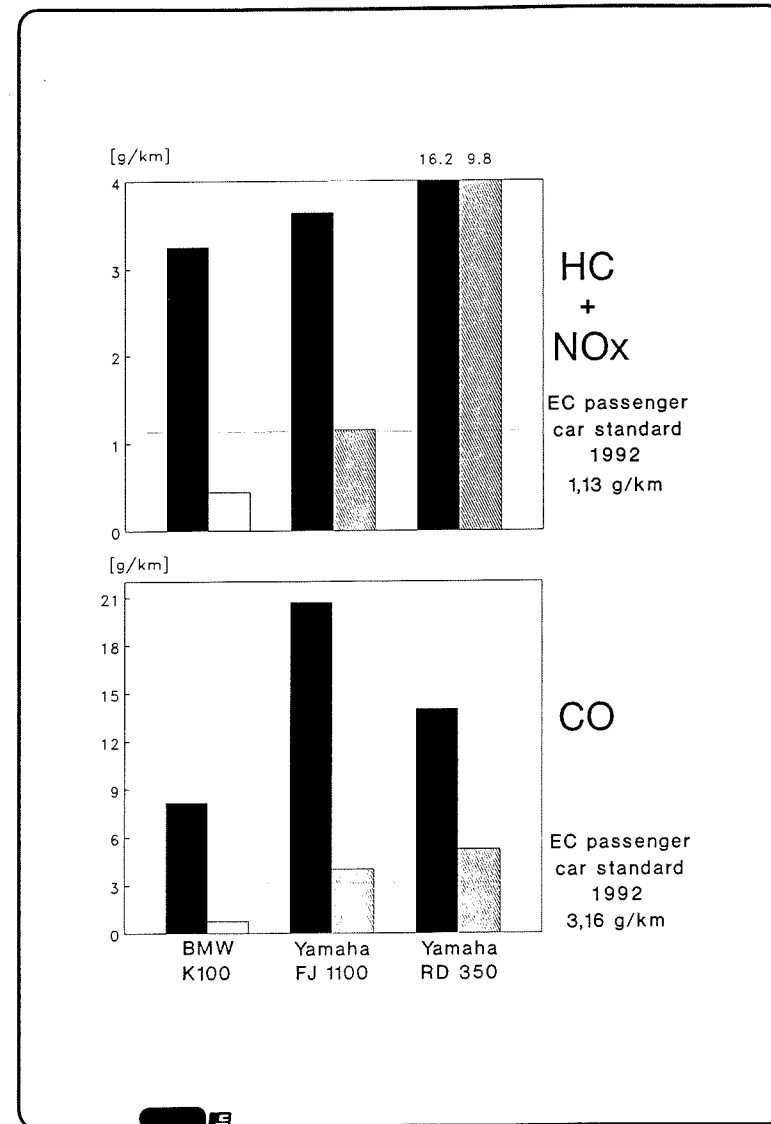 [g/km]
16.2 9.8
4
3
2
1
0
HC
+
NOx
EC passenger
car standard
1992
1,13 g/km
[g/km]
21
18
15
12
9
6
3
0
CO
EC passenger
car standard
1992
3,16 g/km
BMW Yamaha Yamaha
K100 FJ 1100 RD 350